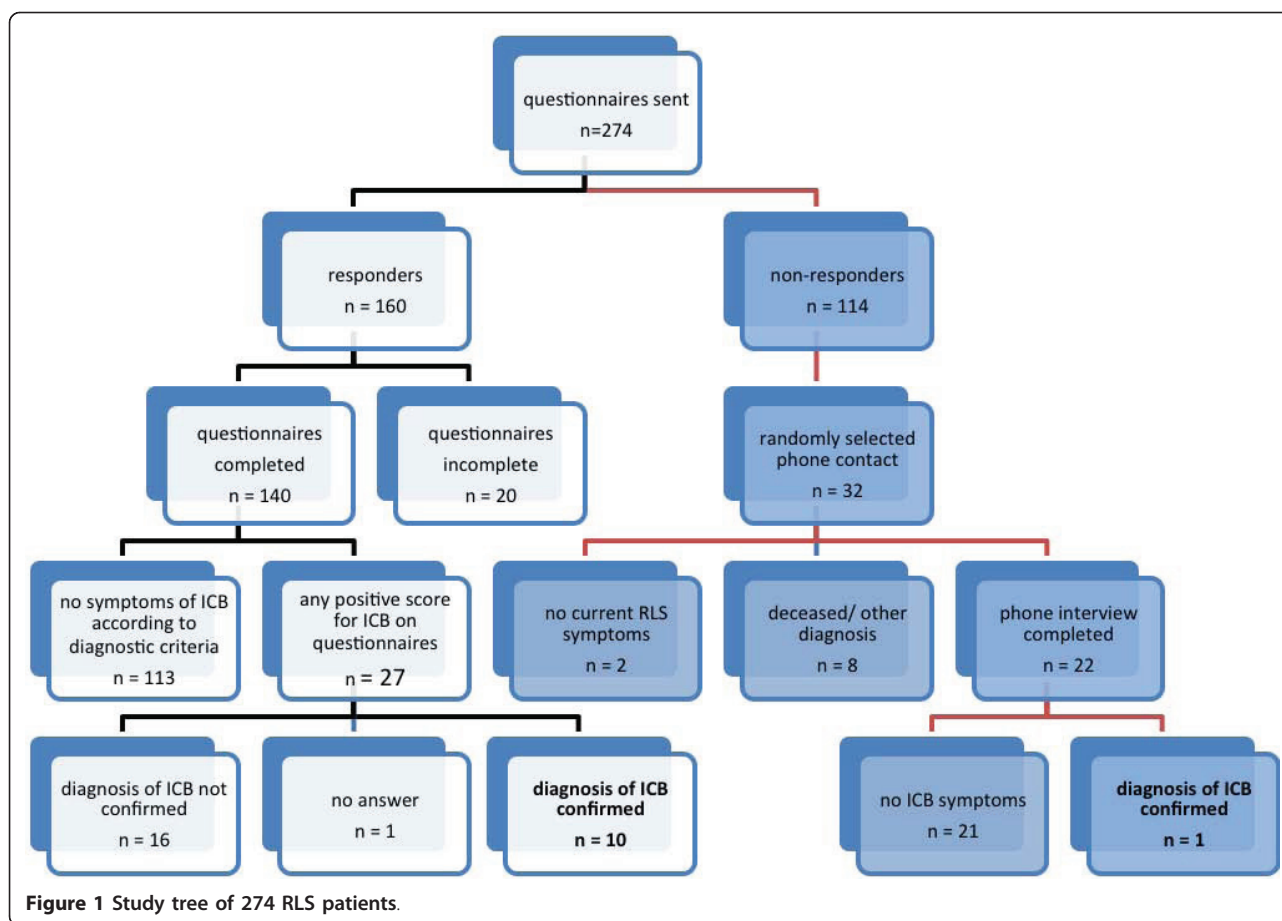 questionnaires sent
n=274
responders
n = 160
non-responders
n = 114
questionnaires
completed
n = 140
questionnaires
incomplete
n = 20
randomly selected
phone contact
n = 32
no symptoms of ICB
according to
diagnostic criteria
n = 113
any positive score
for ICB on
questionnaires
n = 27
no current RLS
symptoms
n = 2
deceased/ other
diagnosis
n = 8
phone interview
completed
n = 22
diagnosis of ICB not
confirmed
n = 16
no answer
n = 1
diagnosis of ICB
confirmed
n = 10
no ICB symptoms
n = 21
diagnosis of ICB
confirmed
n = 1
Figure 1 Study tree of 274 RLS patients.